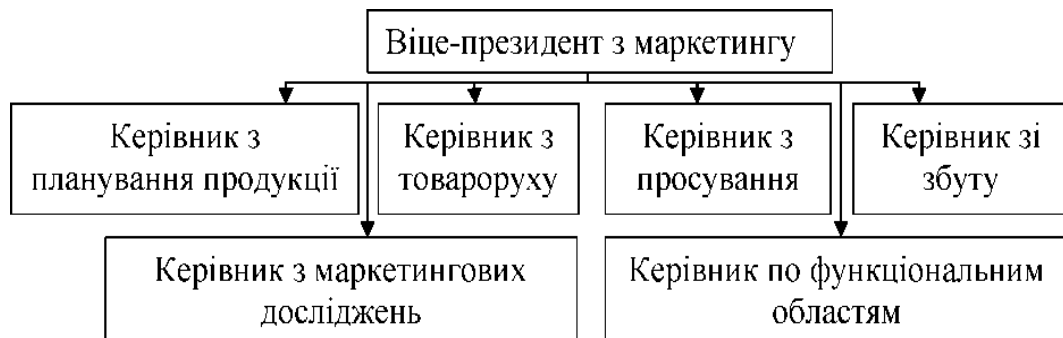 Віце-президент з маркетингу
Керівник з
планування продукції
Керівник з
товароруху
Керівник з
просування
Керівник зі
збуту
Керівник з маркетингових
досліджень
Керівник по функціональним
областям